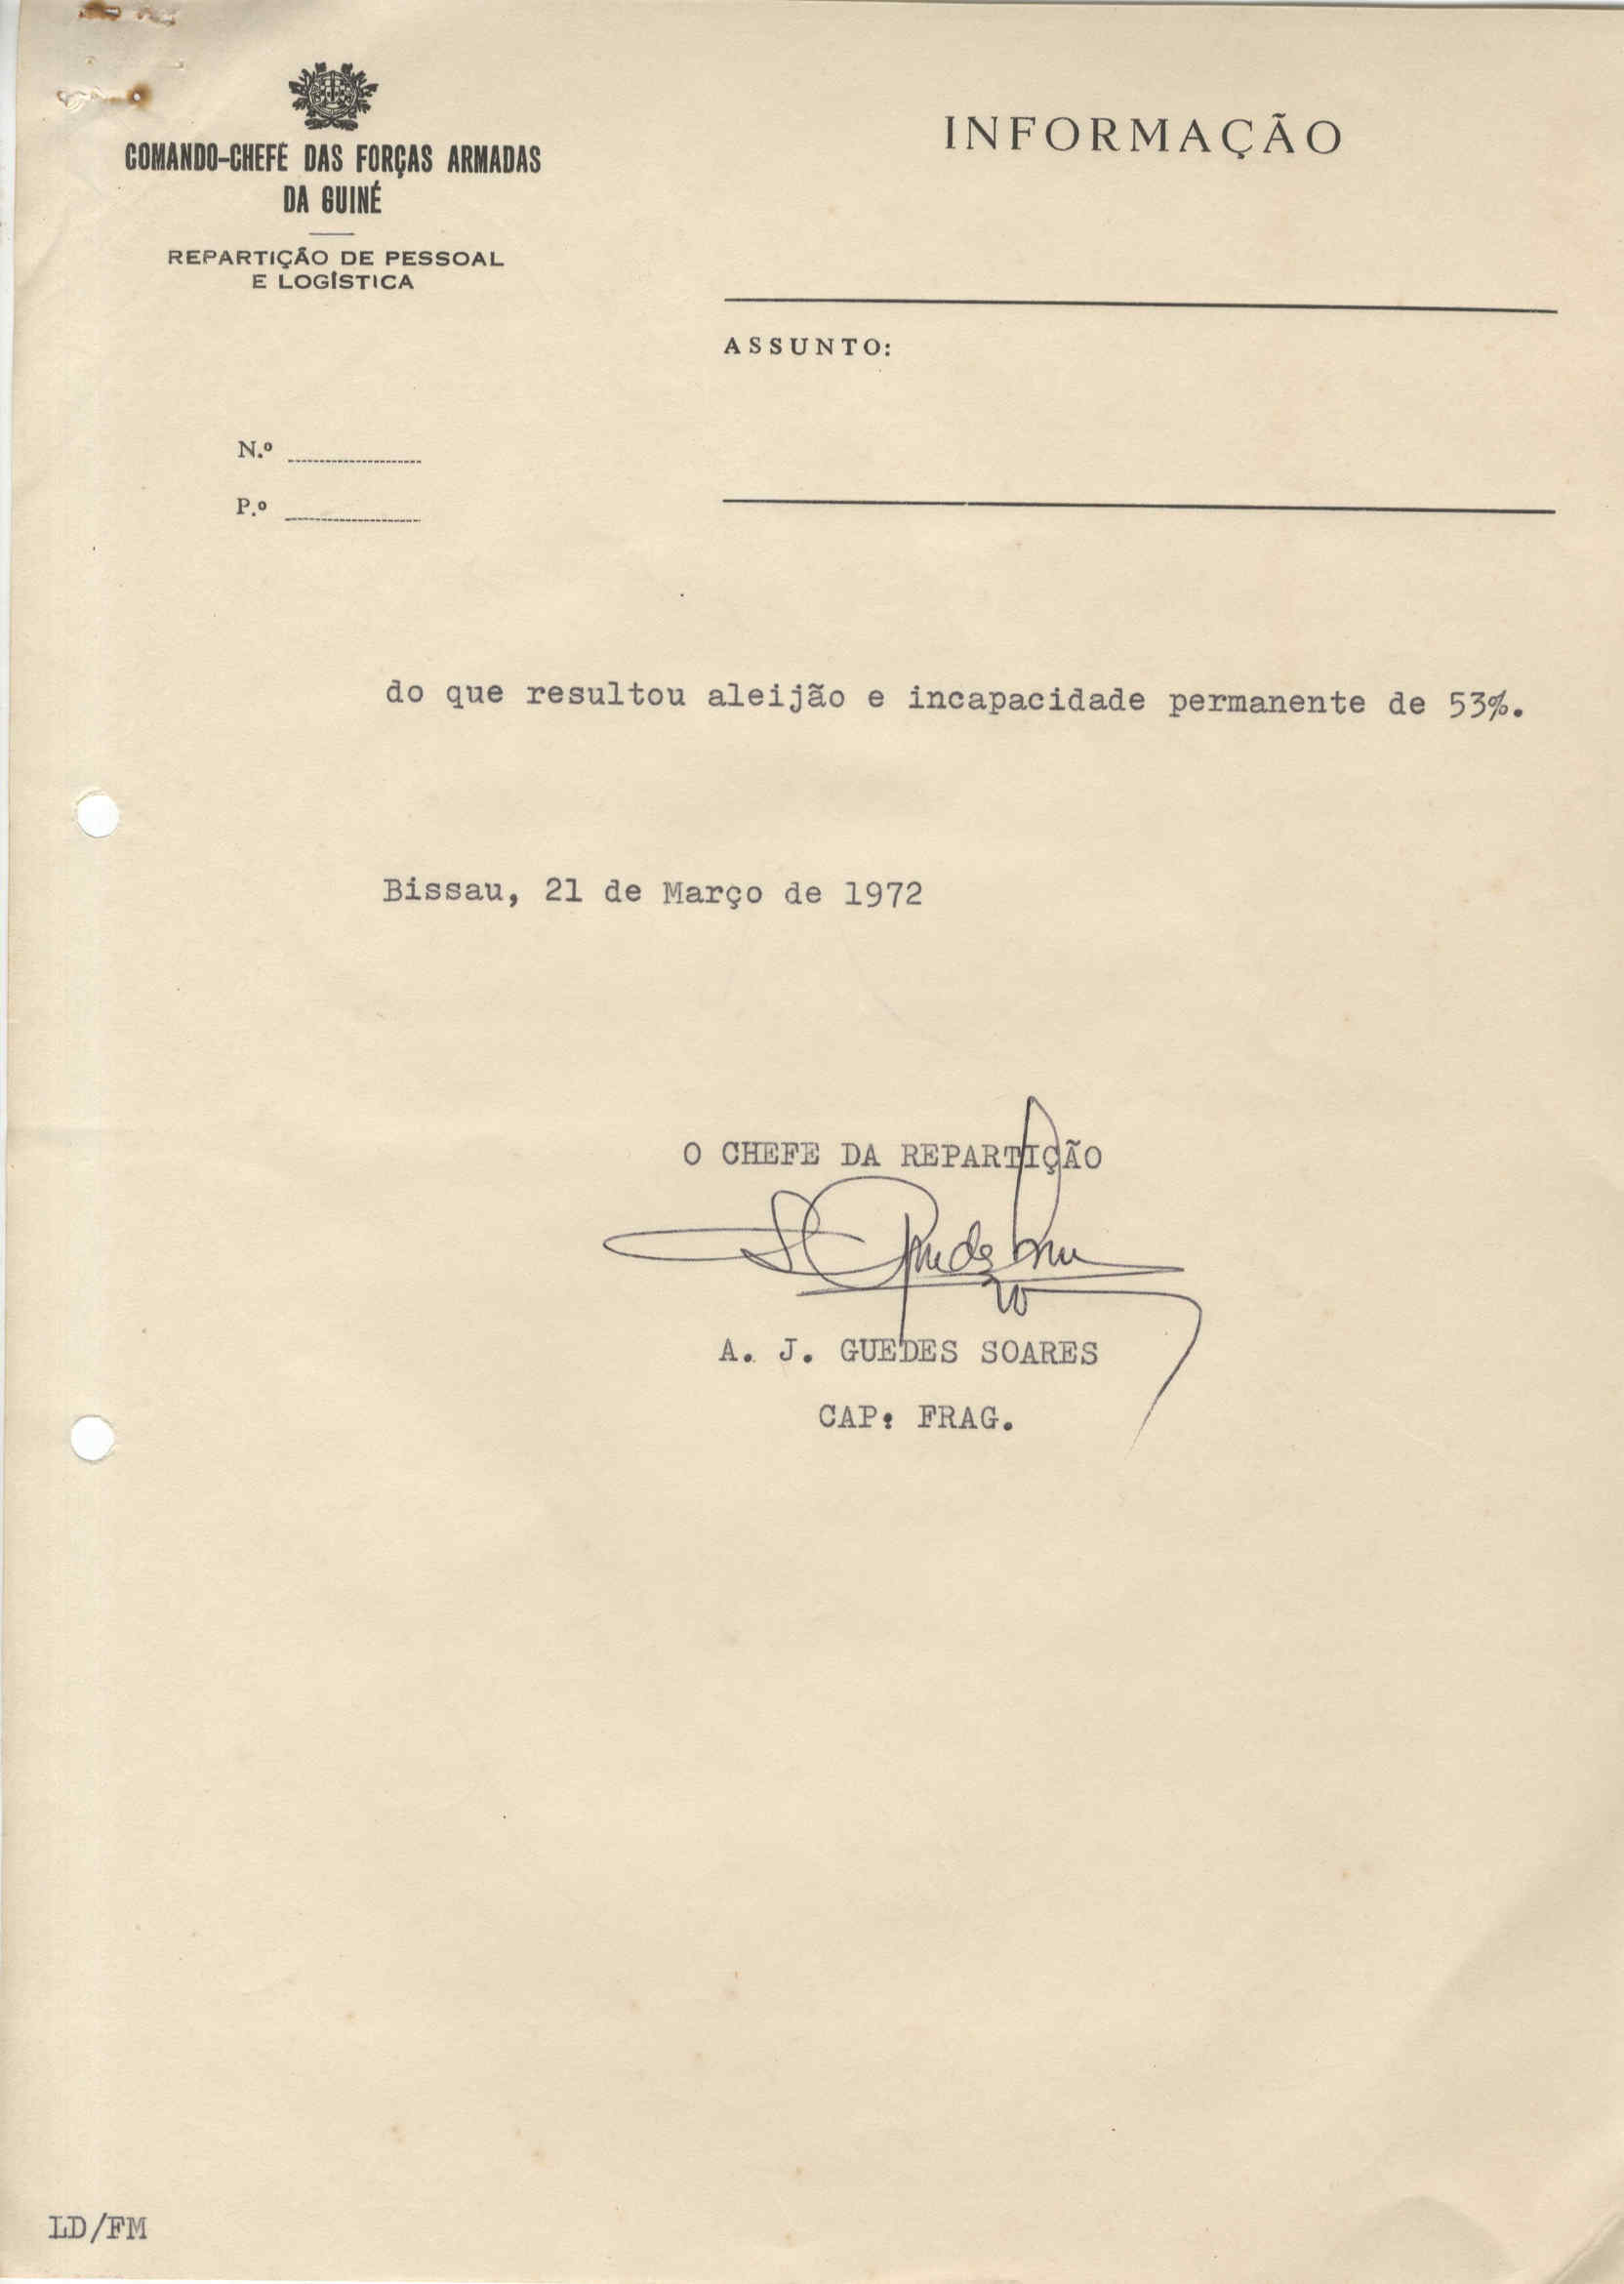 COMANDO-CHEFE DAS FORÇAS ARMADAS
DA GUINÉ
REPARTIÇÃO DE PESSOAL
E LOGÍSTICA
INFORMAÇÃO
ASSUNTO:
N.º
P.º
do que resultou aleijão e incapacidade permanente de 53%.
Bissau, 21 de Março de 1972
O CHEFE DA REPARTIÇÃO
A. J. GUEDES SOARES
CAP: FRAG.
LD/FM